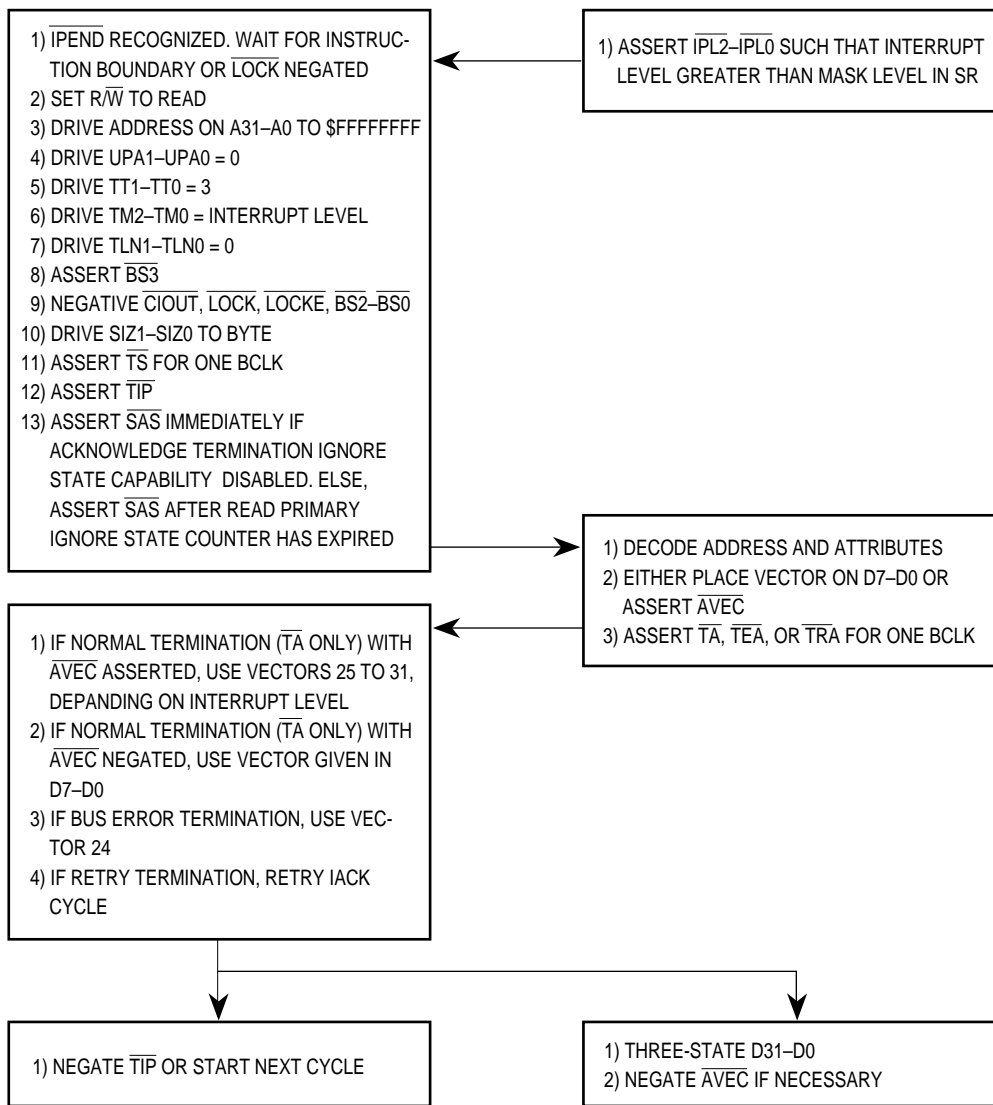 1) IPEND RECOGNIZED. WAIT FOR INSTRUC-
TION BOUNDARY OR LOCK NEGATED
2) SET R/W TO READ
3) DRIVE ADDRESS ON A31–A0 TO $FFFFFFFF
4) DRIVE UPA1–UPA0 = 0
5) DRIVE TT1–TT0 = 3
6) DRIVE TM2–TM0 = INTERRUPT LEVEL
7) DRIVE TLN1–TLN0 = 0
8) ASSERT BS3
9) NEGATIVE CIOUT, LOCK, LOCKE, BS2–BS0
10) DRIVE SIZ1–SIZ0 TO BYTE
11) ASSERT TS FOR ONE BCLK
12) ASSERT TIP
13) ASSERT SAS IMMEDIATELY IF
ACKNOWLEDGE TERMINATION IGNORE
STATE CAPABILITY DISABLED. ELSE,
ASSERT SAS AFTER READ PRIMARY
IGNORE STATE COUNTER HAS EXPIRED
1) ASSERT IPL2–IPL0 SUCH THAT INTERRUPT
LEVEL GREATER THAN MASK LEVEL IN SR
1) DECODE ADDRESS AND ATTRIBUTES
2) EITHER PLACE VECTOR ON D7–D0 OR
ASSERT AVEC
3) ASSERT TA, TEA, OR TRA FOR ONE BCLK
1) IF NORMAL TERMINATION (TA ONLY) WITH
AVEC ASSERTED, USE VECTORS 25 TO 31,
DEPANDING ON INTERRUPT LEVEL
2) IF NORMAL TERMINATION (TA ONLY) WITH
AVEC NEGATED, USE VECTOR GIVEN IN
D7–D0
3) IF BUS ERROR TERMINATION, USE VEC-
TOR 24
4) IF RETRY TERMINATION, RETRY IACK
CYCLE
1) NEGATE TIP OR START NEXT CYCLE
1) THREE-STATE D31–D0
2) NEGATE AVEC IF NECESSARY